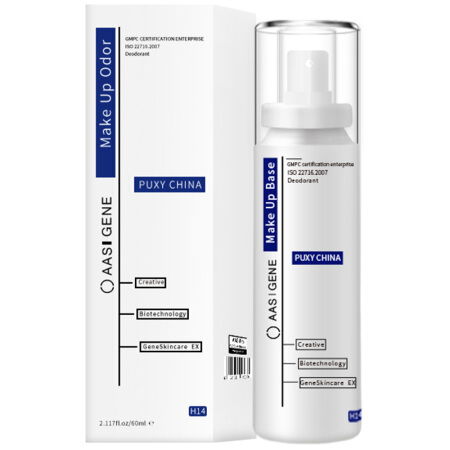 Make Up Odor
GMPC CERTIFICATION ENTERPRISE
ISO 22716.2007
Deodorant
PUXY CHINA
AASI GENE
Creative
Biotechnology
GeneSkincare EX
2.117fl.oz/60ml e
H14
Make Up Base
GMPC certification enterprise
ISO 22716.2007
Deodorant
PUXY CHINA
AAS|GENE
Creative
Biotechnology
GeneSkincare EX
H14